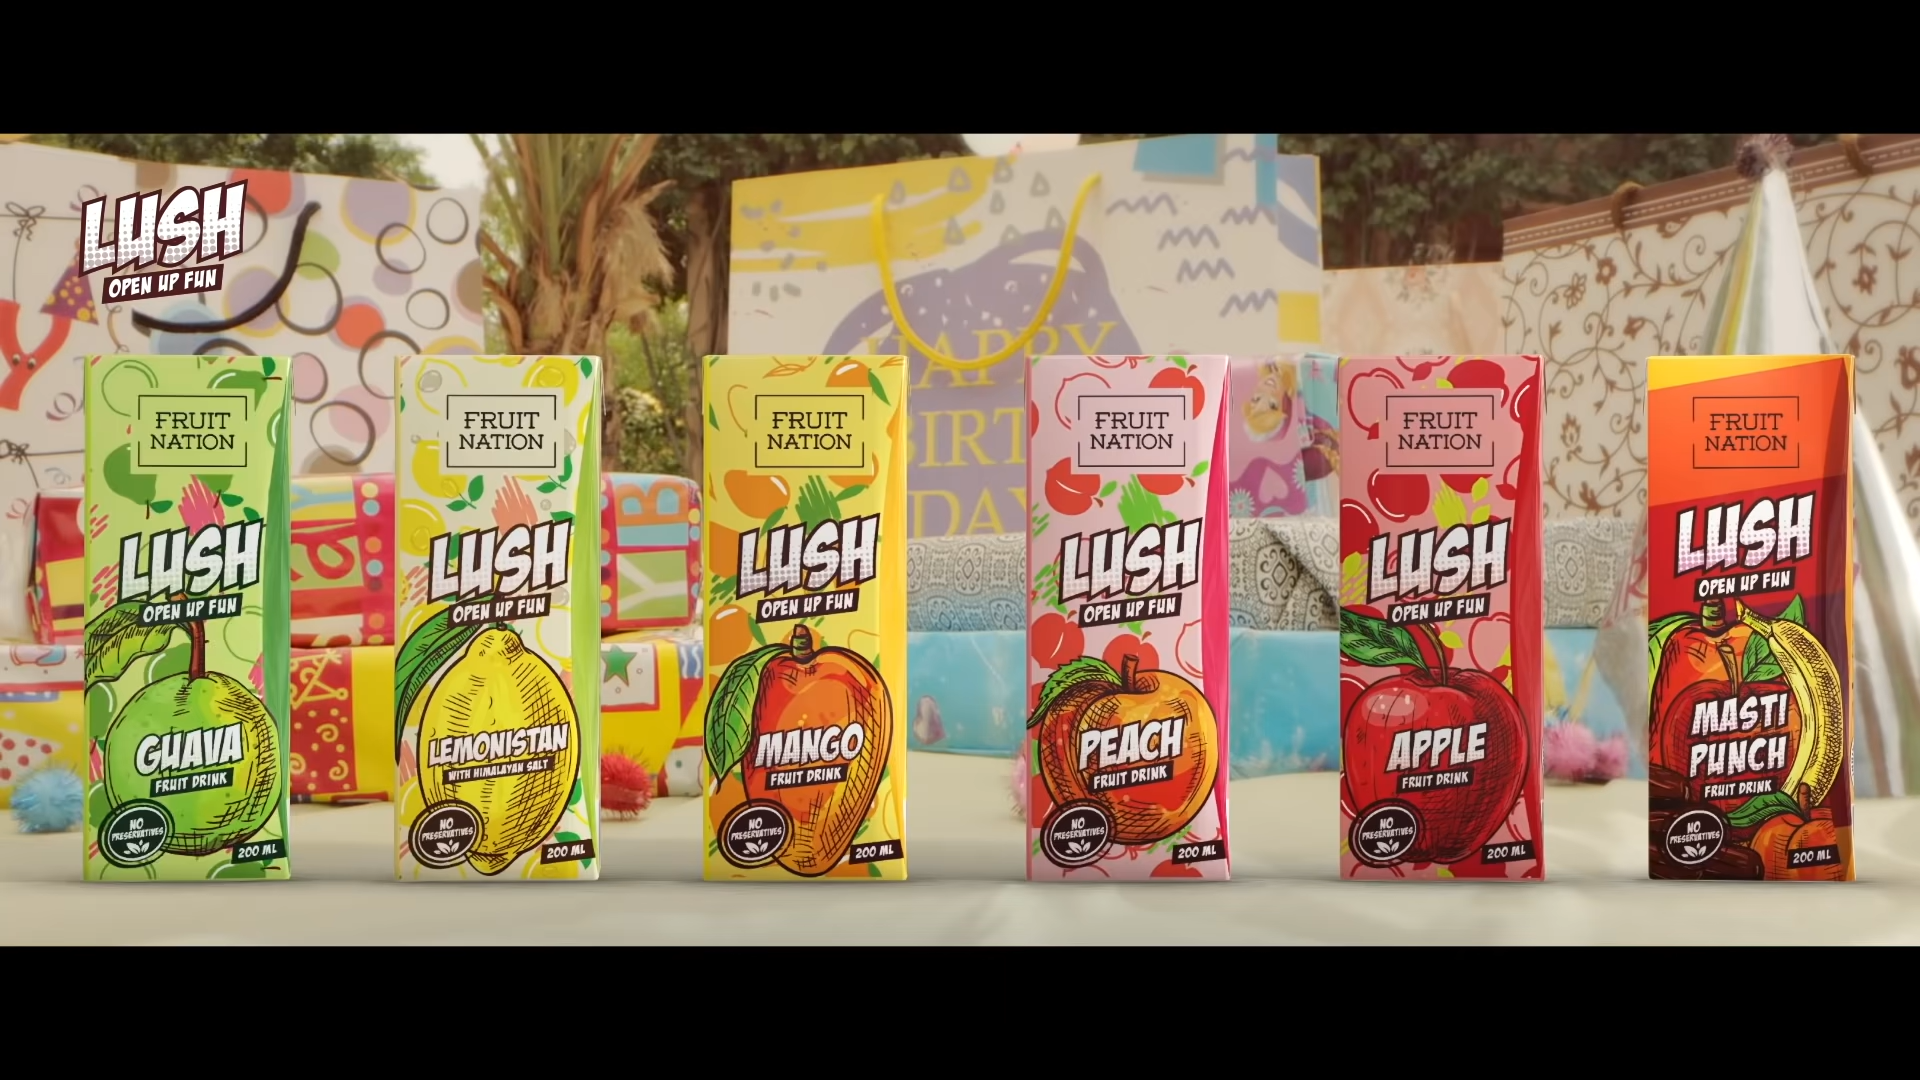 LUSH
OPEN UP FUN
HAPPY
BIRTH
DAY
FRUIT
NATION
LUSH
OPEN UP FUN
GUAVA
FRUIT DRINK
NO
PRESERVATIVES
200 ML
FRUIT
NATION
LUSH
OPEN UP FUN
LEMONISTAN
WITH HIMALAYAN SALT
NO
PRESERVATIVES
200 ML
FRUIT
NATION
LUSH
OPEN UP FUN
MANGO
FRUIT DRINK
NO
PRESERVATIVES
200 ML
FRUIT
NATION
LUSH
OPEN UP FUN
PEACH
FRUIT DRINK
NO
PRESERVATIVES
200 ML
FRUIT
NATION
LUSH
OPEN UP FUN
APPLE
FRUIT DRINK
NO
PRESERVATIVES
200 ML
FRUIT
NATION
LUSH
OPEN UP FUN
MASTI
PUNCH
FRUIT DRINK
NO
PRESERVATIVES
200 ML